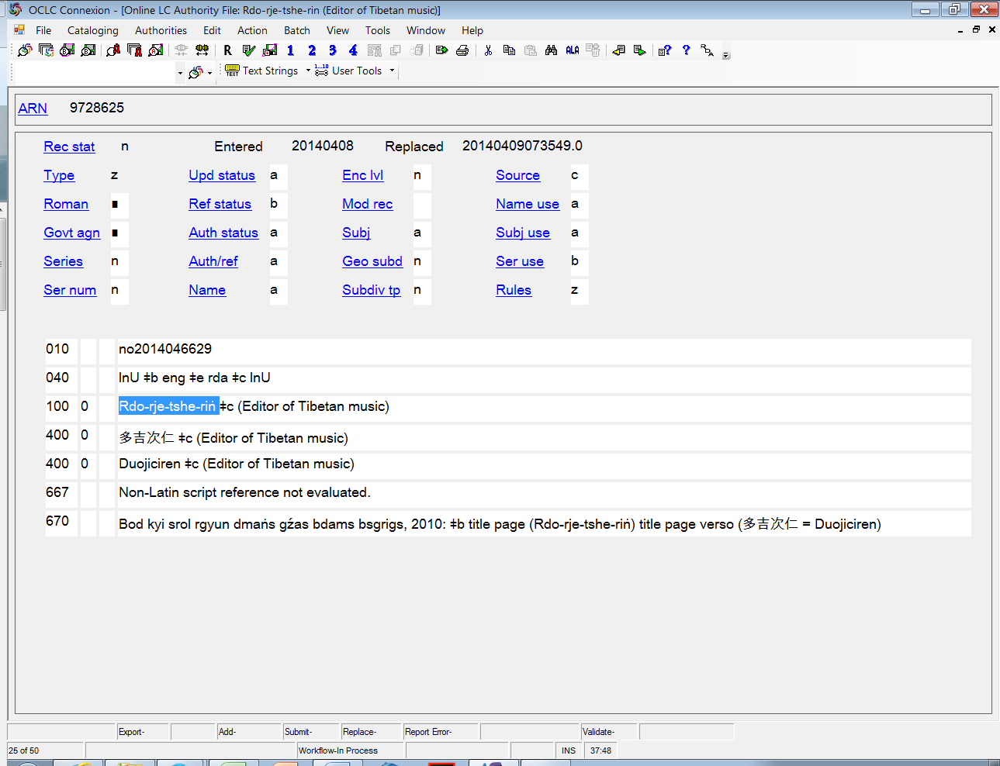 OCLC Connexion - [Online LC Authority File: Rdo-rje-tshe-rin (Editor of Tibetan music)]
File Cataloging Authorities Edit Action Batch View Tools Window Help
R 1 2 3 4 ALA
TEXT Text Strings 1...10 User Tools
ARN 9728625
Rec stat n Entered 20140408 Replaced 20140409073549.0
Type z Upd status a Enc lvl n Source c
Roman ■ Ref status b Mod rec Name use a
Govt agn ■ Auth status a Subj a Subj use a
Series n Auth/ref a Geo subd n Ser use b
Ser num n Name a Subdiv tp n Rules z
010 no2014046629
040 InU ‡b eng ‡e rda ‡c InU
100 0 Rdo-rje-tshe-riṅ ‡c (Editor of Tibetan music)
400 0 多吉次仁 ‡c (Editor of Tibetan music)
400 0 Duojiciren ‡c (Editor of Tibetan music)
667 Non-Latin script reference not evaluated.
670 Bod kyi srol rgyun dmaṅs gźas bdams bsgrigs, 2010: ‡b title page (Rdo-rje-tshe-riṅ) title page verso (多吉次仁 = Duojiciren)
Export- Add- Submit- Replace- Report Error- Validate-
25 of 50 Workflow-In Process INS 37:48